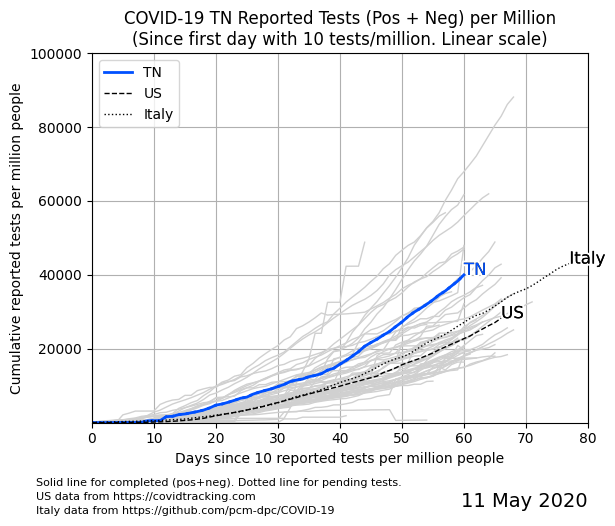 COVID-19 TN Reported Tests (Pos + Neg) per Million
(Since first day with 10 tests/million. Linear scale)
Cumulative reported tests per million people
100000
80000
60000
40000
20000
TN
US
Italy
TN
Italy
US
0 10 20 30 40 50 60 70 80
Days since 10 reported tests per million people
Solid line for completed (pos+neg). Dotted line for pending tests.
US data from https://covidtracking.com
Italy data from https://github.com/pcm-dpc/COVID-19
11 May 2020